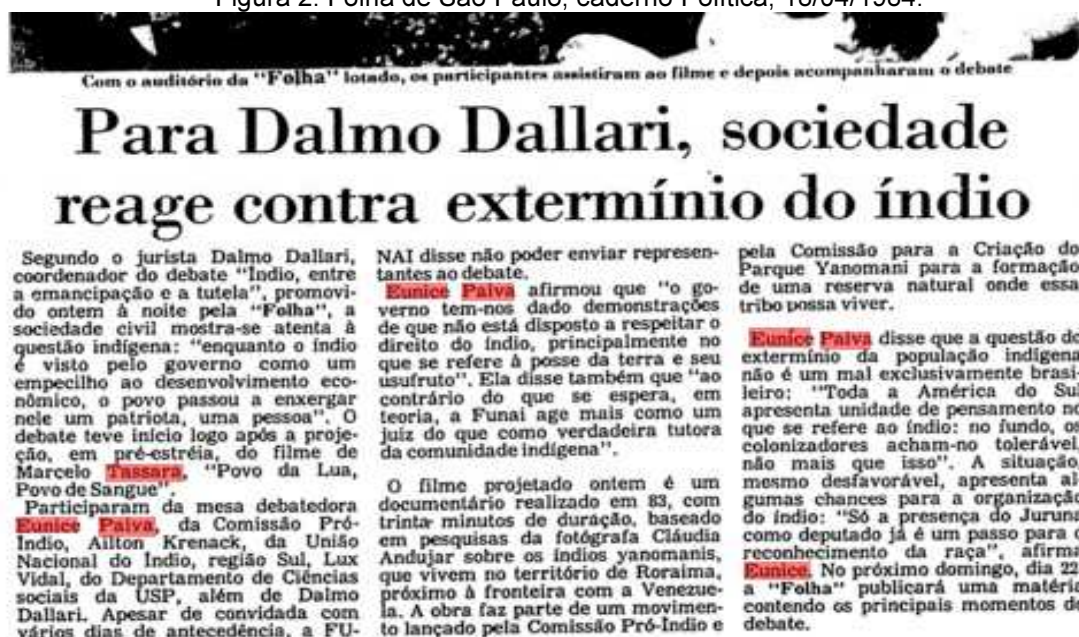 Figura 2. Folha de São Paulo, caderno Política, 18/04/1984.
Com o auditório da "Folha" lotado, os participantes assistiram ao filme e depois acompanharam o debate
Para Dalmo Dallari, sociedade
reage contra extermínio do índio
Segundo o jurista Dalmo Dallari,
coordenador do debate "Índio, entre
a emancipação e a tutela", promovi-
do ontem à noite pela "Folha", a
sociedade civil mostra-se atenta à
questão indígena: "enquanto o índio
é visto pelo governo como um
empecilho ao desenvolvimento eco-
nômico, o povo passou a enxergar
nele um patriota, uma pessoa". O
debate teve início logo após a proje-
ção, em pré-estréia, do filme de
Marcelo Tassara, "Povo da Lua,
Povo de Sangue".
Participaram da mesa debatedora
Eunice Paiva, da Comissão Pró-
Índio, Ailton Krenack, da União
Nacional do Índio, região Sul, Lux
Vidal, do Departamento de Ciências
sociais da USP, além de Dalmo
Dallari. Apesar de convidada com
vários dias de antecedência, a FU-
NAI disse não poder enviar represen-
tantes ao debate.
Eunice Paiva afirmou que "o go-
verno tem-nos dado demonstrações
de que não está disposto a respeitar o
direito do índio, principalmente no
que se refere à posse da terra e seu
usufruto". Ela disse também que "ao
contrário do que se espera, em
teoria, a Funai age mais como um
juiz do que como verdadeira tutora
da comunidade indígena".
O filme projetado ontem é um
documentário realizado em 83, com
trinta minutos de duração, baseado
em pesquisas da fotógrafa Cláudia
Andujar sobre os índios yanomanis,
que vivem no território de Roraima,
próximo à fronteira com a Venezue-
la. A obra faz parte de um movimen-
to lançado pela Comissão Pró-Índio e
pela Comissão para a Criação do
Parque Yanomani para a formação
de uma reserva natural onde essa
tribo possa viver.
Eunice Paiva disse que a questão do
extermínio da população indígena
não é um mal exclusivamente brasi-
leiro: "Toda a América do Sul
apresenta unidade de pensamento no
que se refere ao índio: no fundo, os
colonizadores acham-no tolerável,
não mais que isso". A situação,
mesmo desfavorável, apresenta al-
gumas chances para a organização
do índio: "Só a presença do Juruna
como deputado já é um passo para o
reconhecimento da raça", afirma
Eunice. No próximo domingo, dia 22,
a "Folha" publicará uma matéria
contendo os principais momentos do
debate.